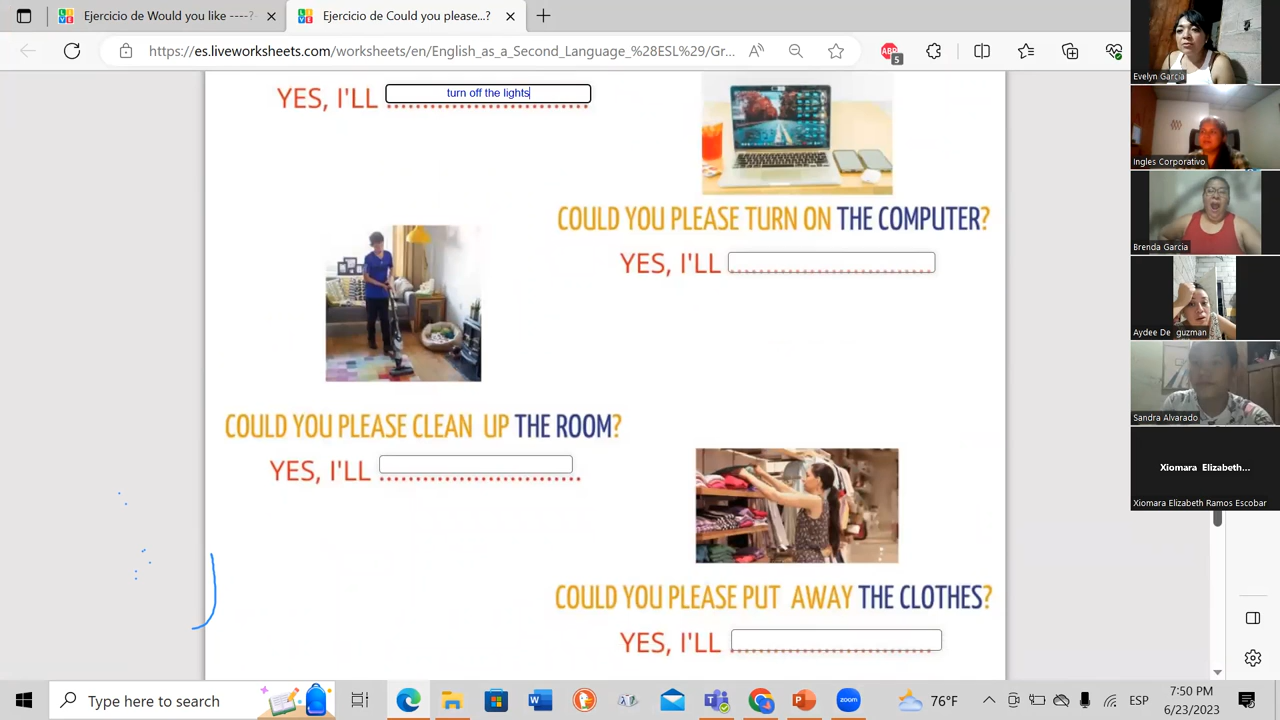 Ejercicio de Would you like ----?
Ejercicio de Could you Please...?
https://es.liveworksheets.com/worksheets/en/English_as_a_Second_Language_%28ESL%29/Gr...
ABP
5
YES, I'LL turn off the lights
COULD YOU PLEASE TURN ON THE COMPUTER?
YES, I'LL
COULD YOU PLEASE CLEAN UP THE ROOM?
YES, I'LL
COULD YOU PLEASE PUT AWAY THE CLOTHES?
YES, I'LL
Evelyn Garcia
Ingles Corporativo
Brenda Garcia
Aydee De guzman
Sandra Alvarado
Xiomara Elizabeth...
Xiomara Elizabeth Ramos Escobar
Type here to search
zoom
76°F
ESP
7:50 PM
6/23/2023